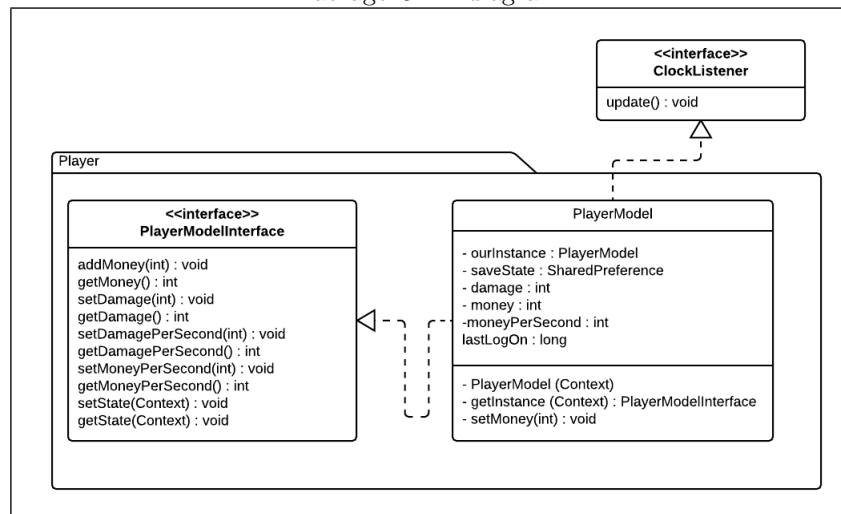 <<interface>>
ClockListener
update() : void
Player
<<interface>>
PlayerModelInterface
addMoney(int) : void
getMoney() : int
setDamage(int) : void
getDamage() : int
setDamagePerSecond(int) : void
getDamagePerSecond() : int
setMoneyPerSecond(int) : void
getMoneyPerSecond() : int
setState(Context) : void
getState(Context) : void
PlayerModel
- ourInstance : PlayerModel
- saveState : SharedPreference
- damage : int
- money : int
-moneyPerSecond : int
lastLogOn : long
- PlayerModel (Context)
- getInstance (Context) : PlayerModelInterface
- setMoney(int) : void